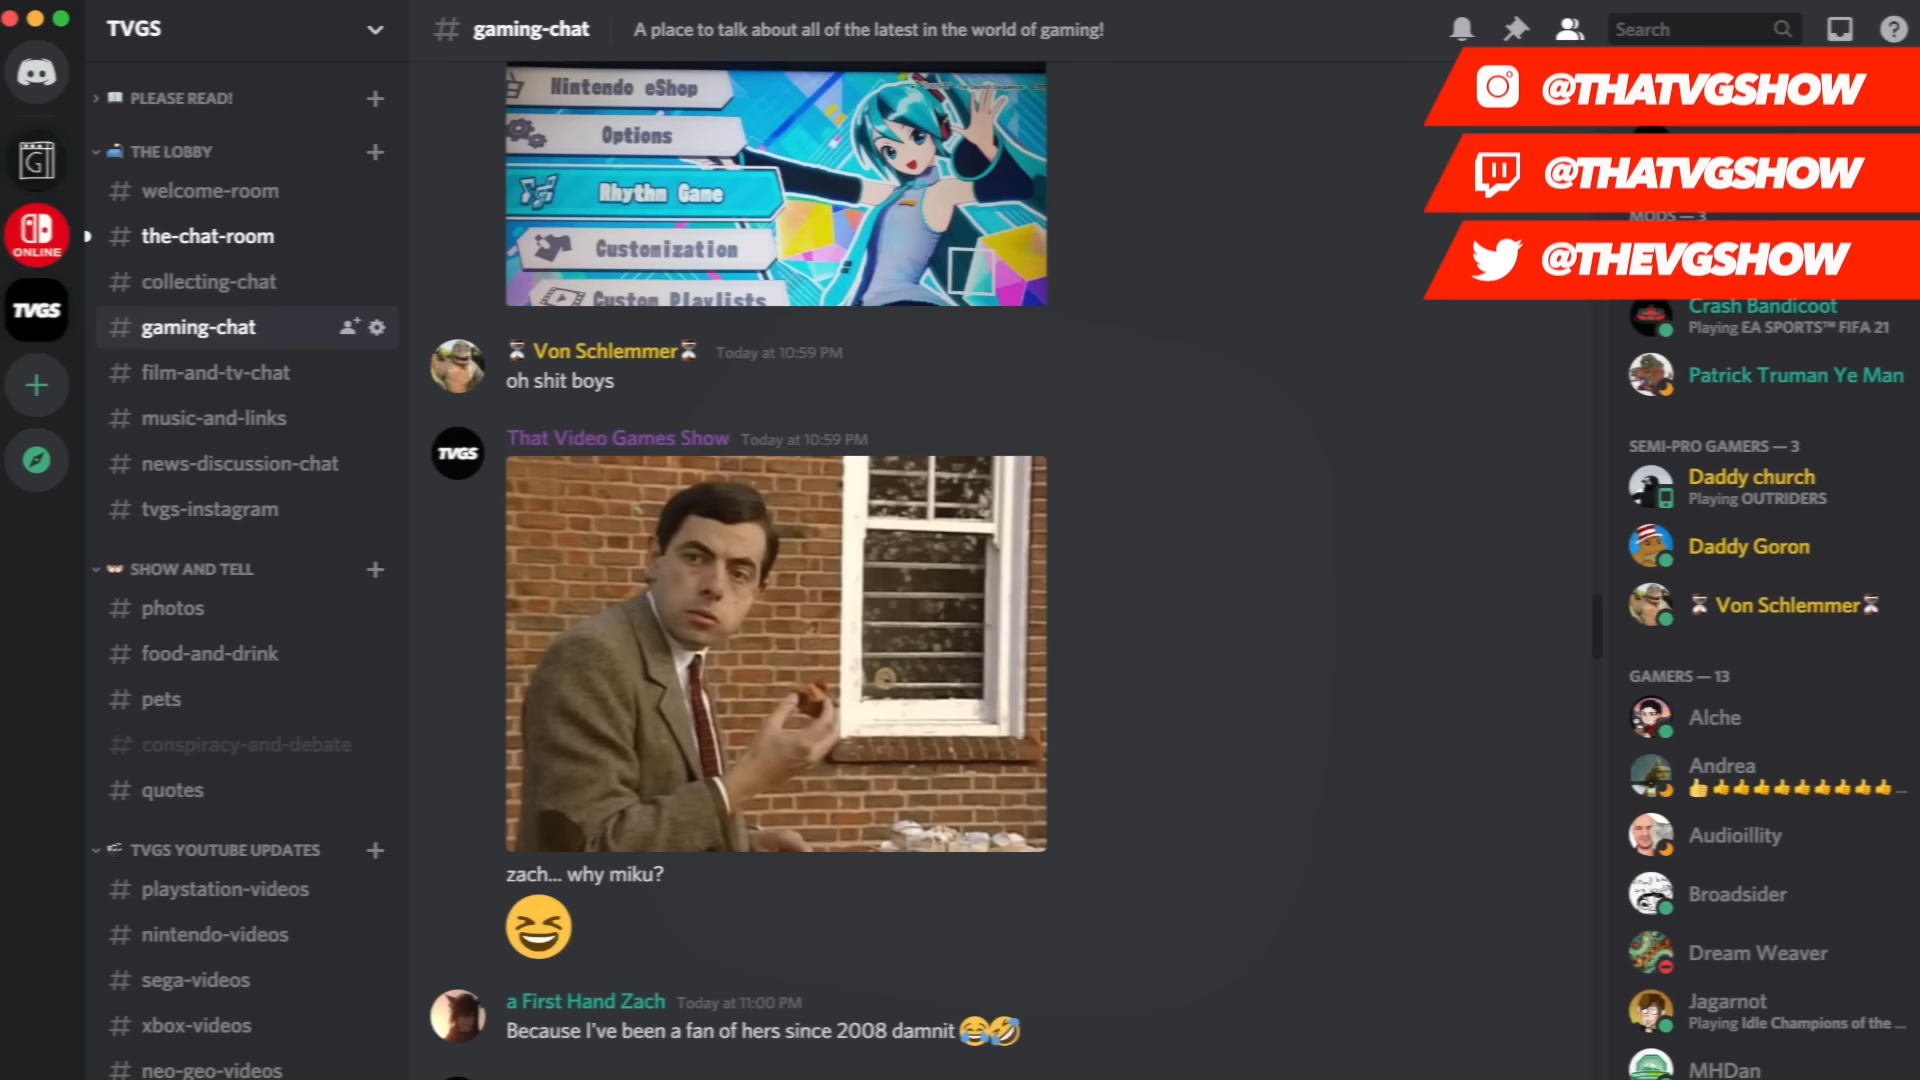 TVGS
gaming-chat
A place to talk about all of the latest in the world of gaming!
Search
@THATVGSHOW
@THATVGSHOW
@THEVGSHOW
PLEASE READ!
THE LOBBY
welcome-room
the-chat-room
collecting-chat
gaming-chat
film-and-tv-chat
music-and-links
news-discussion-chat
tvgs-instagram
SHOW AND TELL
photos
food-and-drink
pets
conspiracy-and-debate
quotes
TVGS YOUTUBE UPDATES
playstation-videos
nintendo-videos
sega-videos
xbox-videos
neo-geo-videos
G
ONLINE
TVGS
Nintendo eShop
Options
Rhythm Game
Customization
Custom Playlists
Von Schlemmer Today at 10:59 PM
oh shit boys
TVGS
That Video Games Show Today at 10:59 PM
zach... why miku?
a First Hand Zach Today at 11:00 PM
Because I've been a fan of hers since 2008 damnit
MODS — 3
Crash Bandicoot
Playing EA SPORTS™ FIFA 21
Patrick Truman Ye Man
SEMI-PRO GAMERS — 3
Daddy church
Playing OUTRIDERS
Daddy Goron
Von Schlemmer
GAMERS — 13
Alche
Andrea
Audioillity
Broadsider
Dream Weaver
Jagarnot
Playing Idle Champions of the ...
MHDan